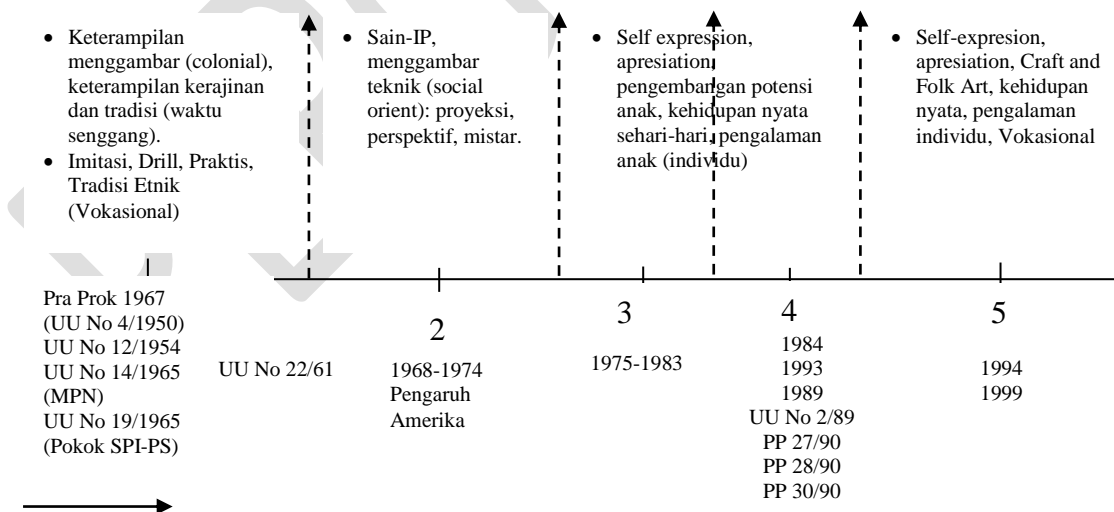 • Keterampilan
menggambar (colonial),
keterampilan kerajinan
dan tradisi (waktu
senggang).
• Imitasi, Drill, Praktis,
Tradisi Etnik
(Vokasional)
• Sain-IP,
menggambar
teknik (social
orient): proyeksi,
perspektif, mistar.
• Self expression,
apresiation,
pengembangan potensi
anak, kehidupan nyata
sehari-hari, pengalaman
anak (individu)
• Self-expresion,
apresiation, Craft and
Folk Art, kehidupan
nyata, pengalaman
individu, Vokasional
Pra Prok 1967
(UU No 4/1950)
UU No 12/1954
UU No 14/1965
(MPN)
UU No 19/1965
(Pokok SPI-PS)
UU No 22/61
2
1968-1974
Pengaruh
Amerika
3
1975-1983
4
1984
1993
1989
UU No 2/89
PP 27/90
PP 28/90
PP 30/90
5
1994
1999